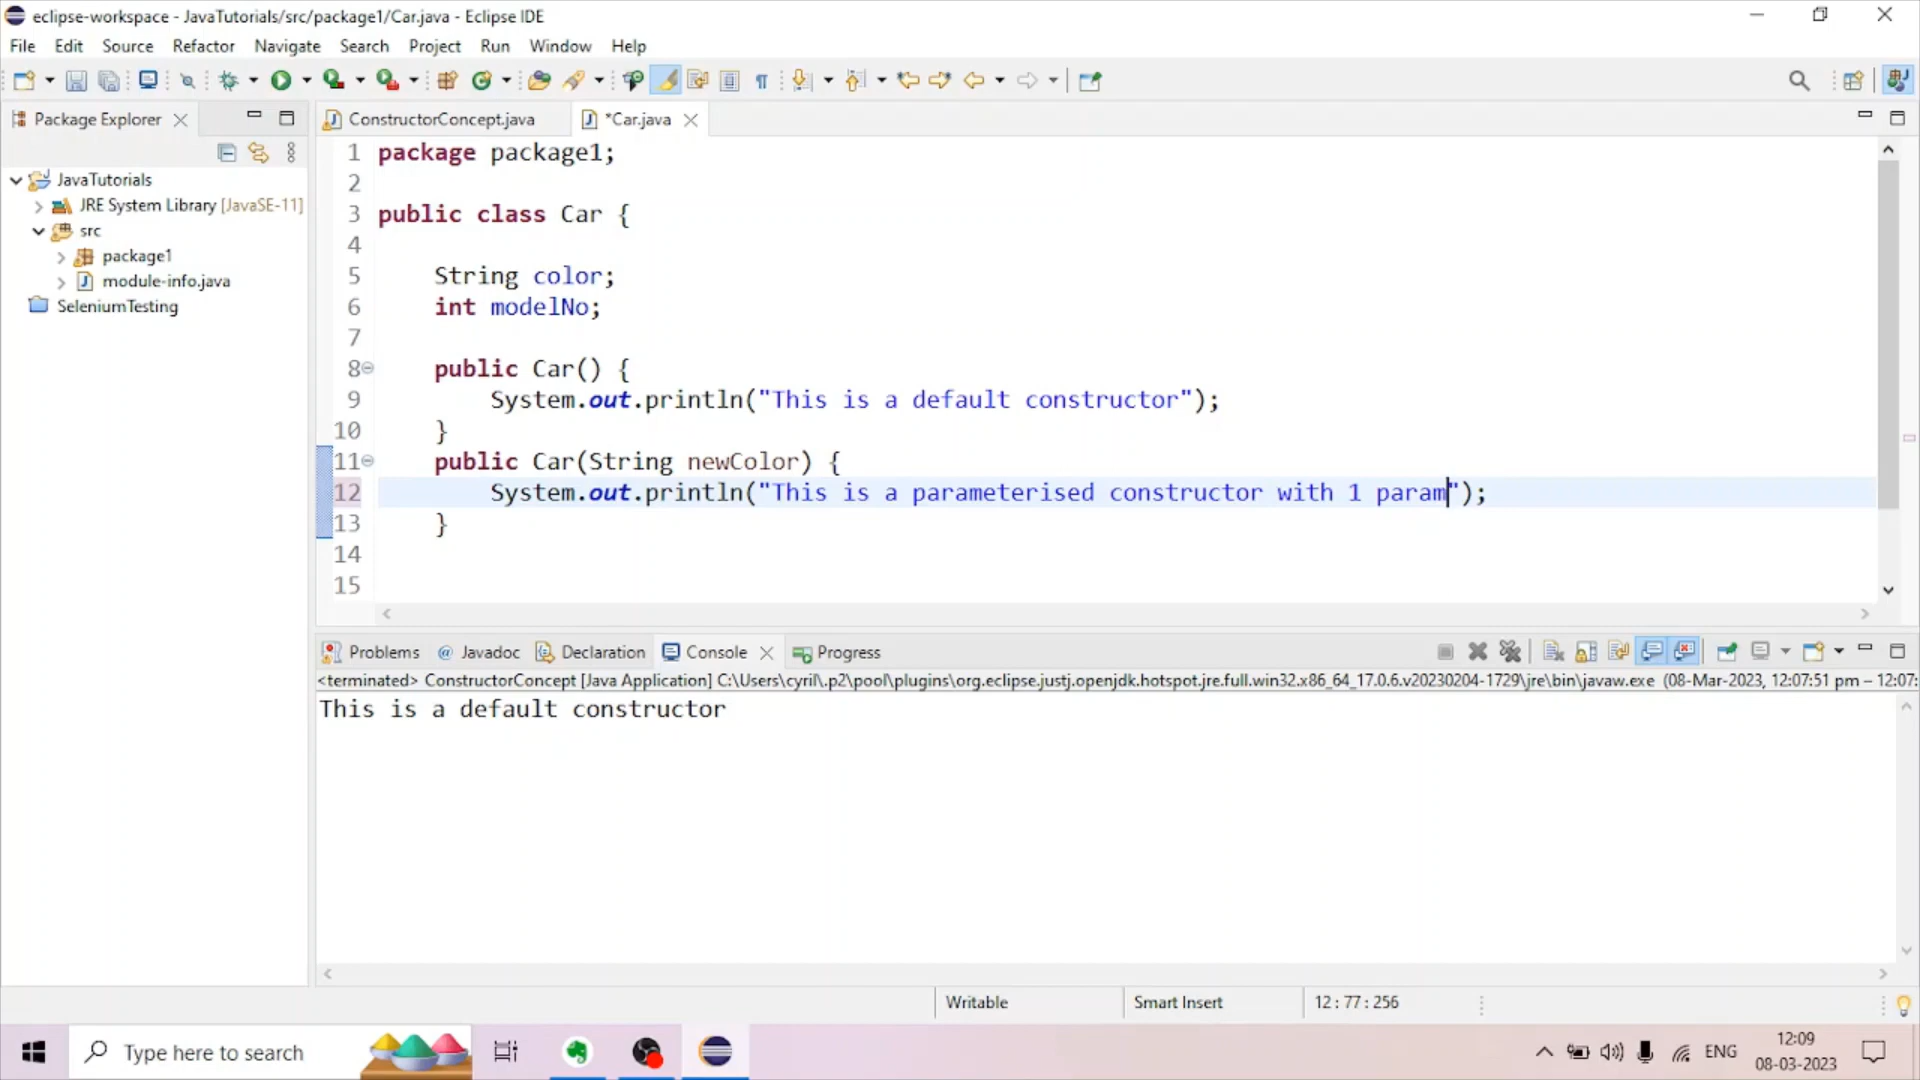 eclipse-workspace - JavaTutorials/src/package1/Car.java - Eclipse IDE
File Edit Source Refactor Navigate Search Project Run Window Help
Package Explorer
ConstructorConcept.java *Car.java
JavaTutorials
JRE System Library [JavaSE-11]
src
package1
module-info.java
SeleniumTesting
1 package package1;
2
3 public class Car {
4
5 String color;
6 int modelNo;
7
8 public Car() {
9 System.out.println("This is a default constructor");
10 }
11 public Car(String newColor) {
12 System.out.println("This is a parameterised constructor with 1 param");
13 }
14
15
Problems @ Javadoc Declaration Console Progress
<terminated> ConstructorConcept [Java Application] C:\Users\cyril\.p2\pool\plugins\org.eclipse.justj.openjdk.hotspot.jre.full.win32.x86_64_17.0.6.v20230204-1729\jre\bin\javaw.exe (08-Mar-2023, 12:07:51 pm – 12:07:
This is a default constructor
Writable Smart Insert 12 : 77 : 256
Type here to search
ENG
12:09
08-03-2023